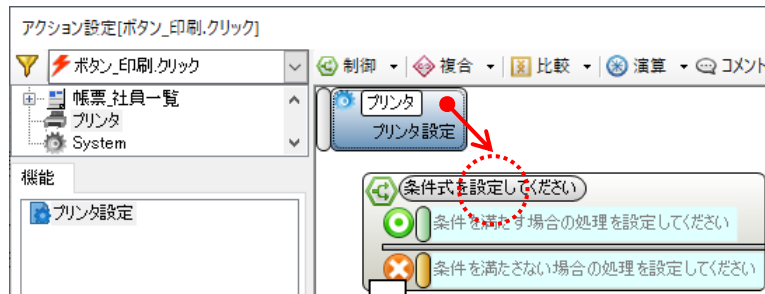 アクション設定[ボタン_印刷.クリック]
ボタン_印刷.クリック
制御 複合 比較 演算 コメント
帳票_社員一覧
プリンタ
System
プリンタ
プリンタ設定
機能
プリンタ設定
条件式を設定してください
条件を満たす場合の処理を設定してください
条件を満たさない場合の処理を設定してください